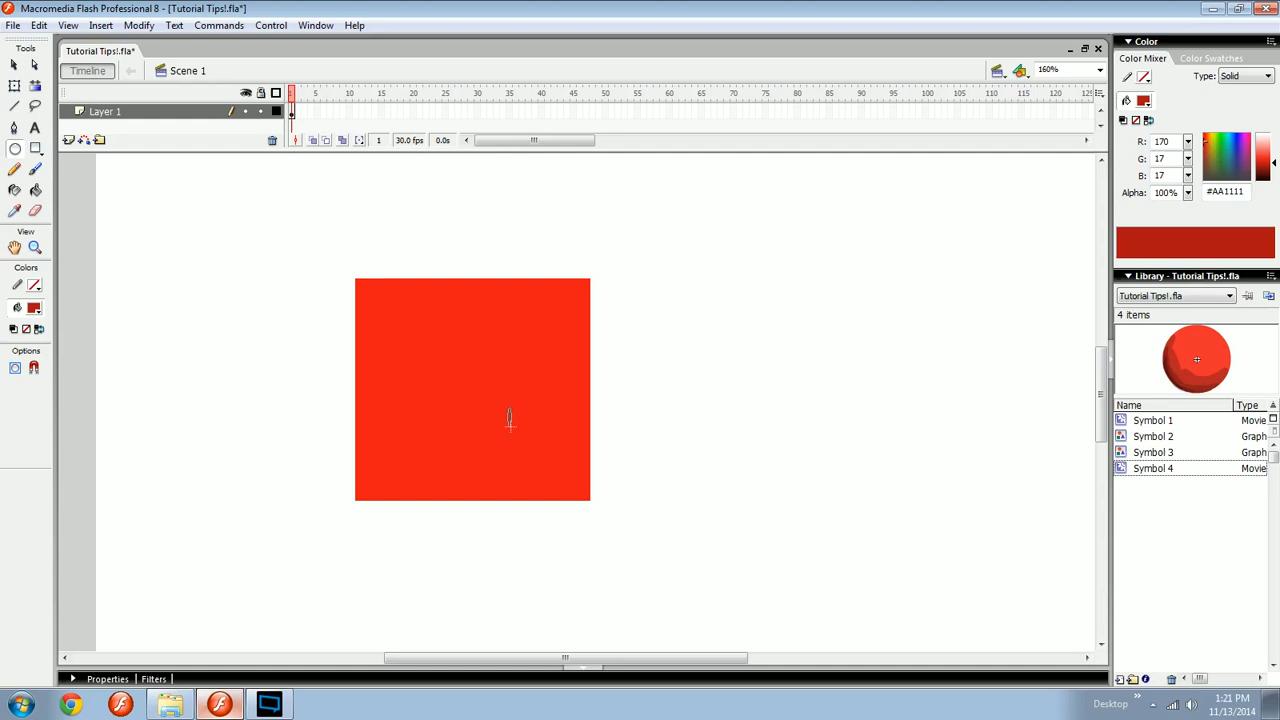 Macromedia Flash Professional 8 - [Tutorial Tips!.fla*]
File Edit View Insert Modify Text Commands Control Window Help
Tools
Tutorial Tips!.fla*
Timeline Scene 1 160%
5 10 15 20 25 30 35 40 45 50 55 60 65 70 75 80 85 90 95 100 105 110 115 120 125
Layer 1
1 30.0 fps 0.0s
View
Colors
Options
Color
Color Mixer Color Swatches
Type: Solid
R: 170
G: 17
B: 17
Alpha: 100% #AA1111
Library - Tutorial Tips!.fla
Tutorial Tips!.fla
4 items
Name Type
Symbol 1 Movie
Symbol 2 Graph
Symbol 3 Graph
Symbol 4 Movie
Properties Filters
Desktop
1:21 PM
11/13/2014